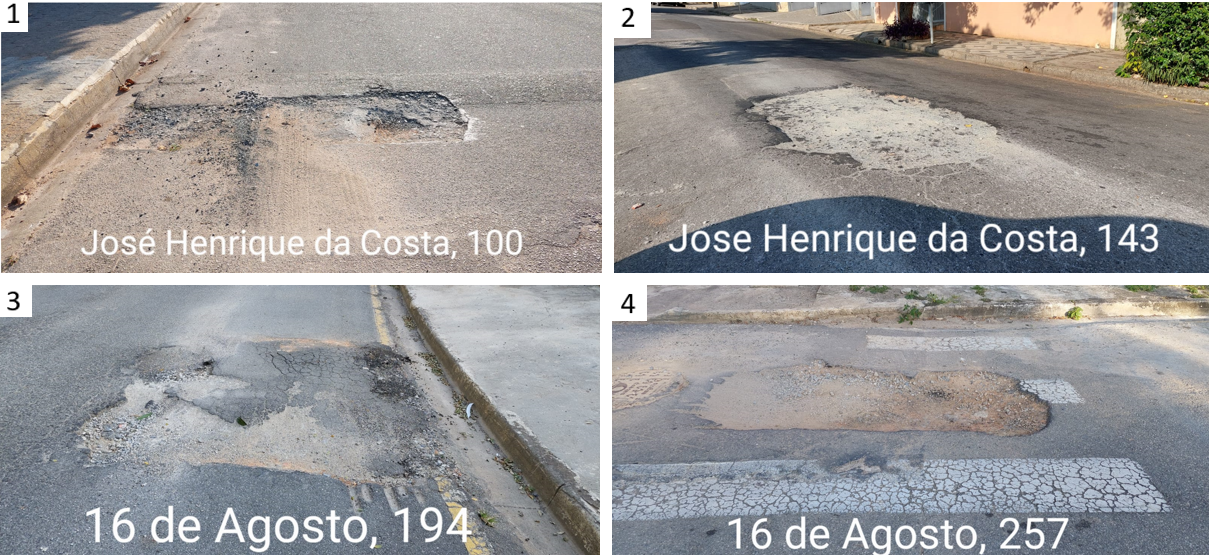 1
José Henrique da Costa, 100
2
Jose Henrique da Costa, 143
3
16 de Agosto, 194
4
16 de Agosto, 257